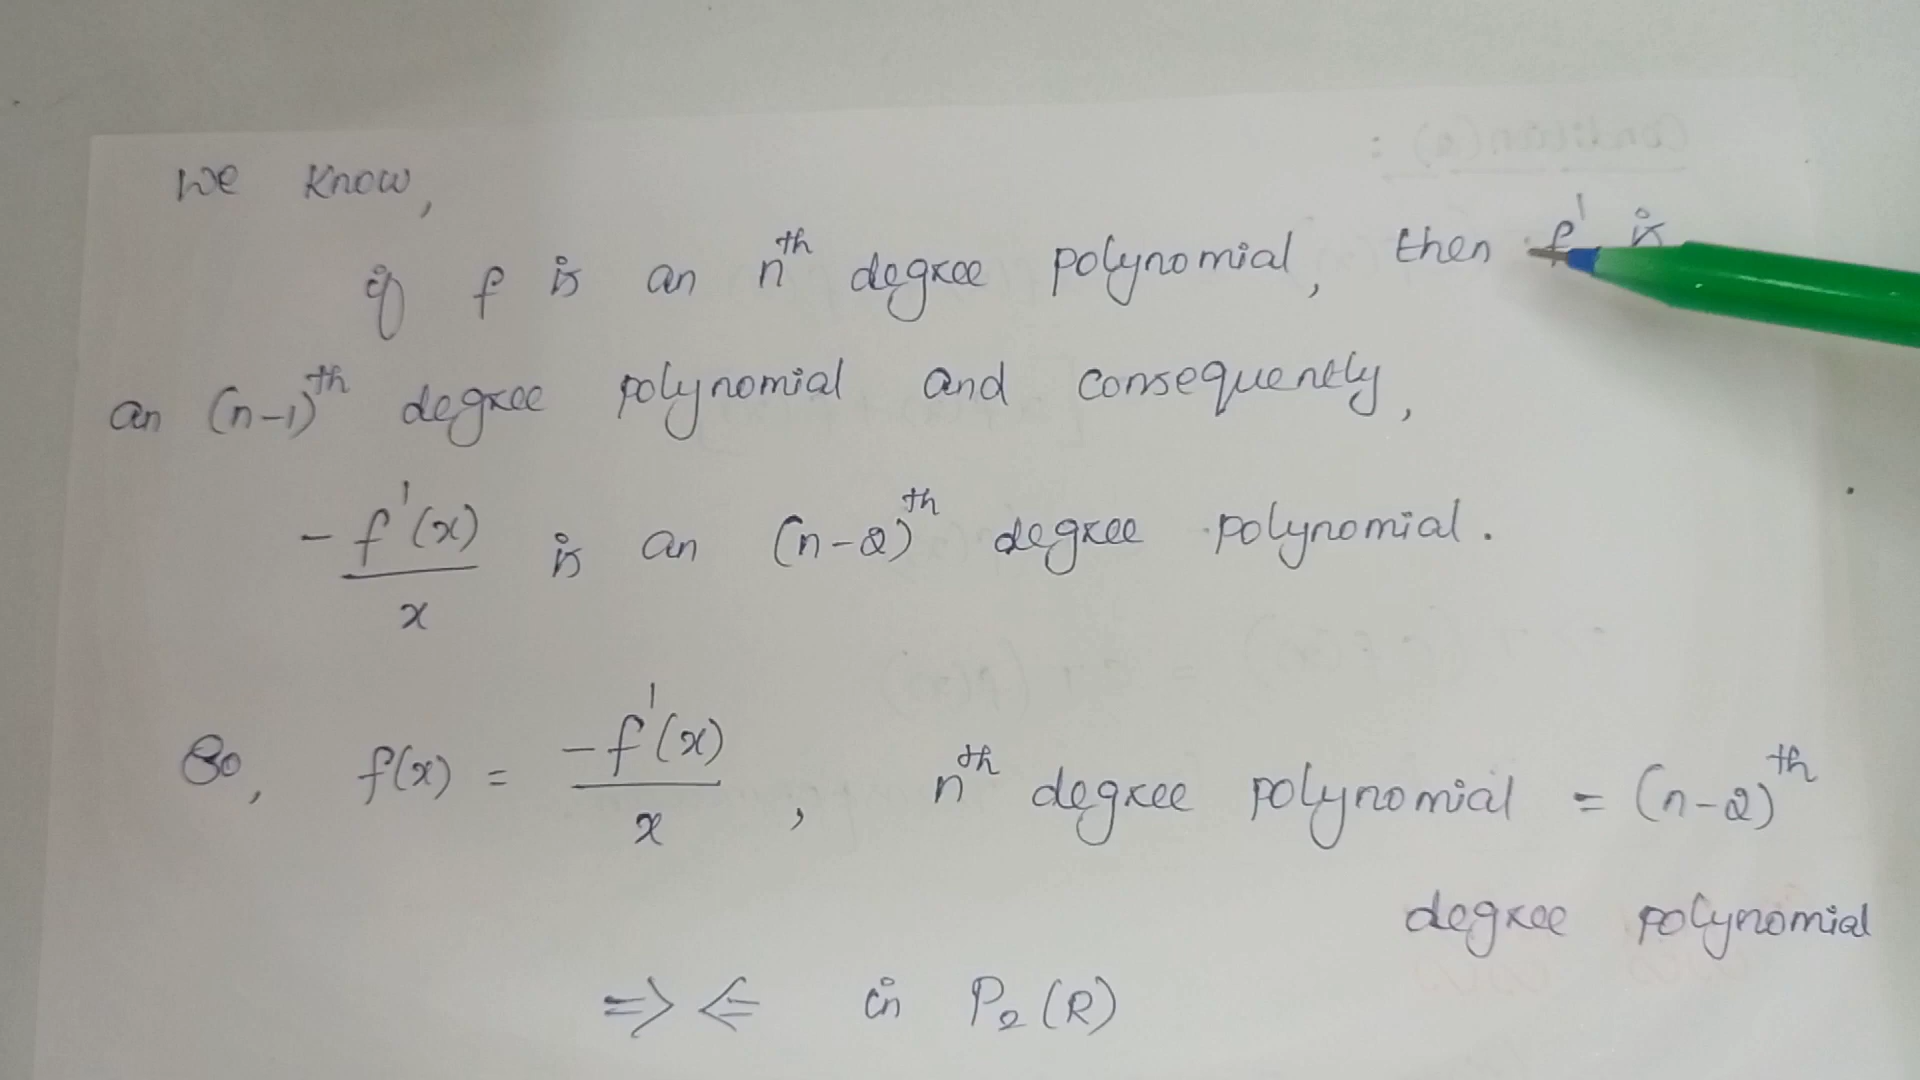 We know,
if f is an nth degree polynomial, then f' is
an (n-1)th degree polynomial and consequently,
-f'(x)/x is an (n-2)th degree polynomial.
So, f(x) = -f'(x)/x , nth degree polynomial = (n-2)th
degree polynomial
=> <= in P2(R)